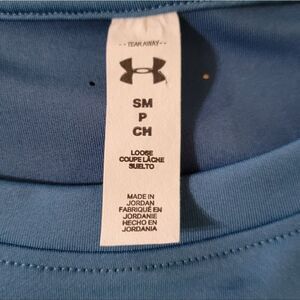 -- TEAR AWAY --
SM
P
CH
LOOSE
COUPE LÂCHE
SUELTO
MADE IN
JORDAN
FABRIQUÉ EN
JORDANIE
HECHO EN
JORDANIA